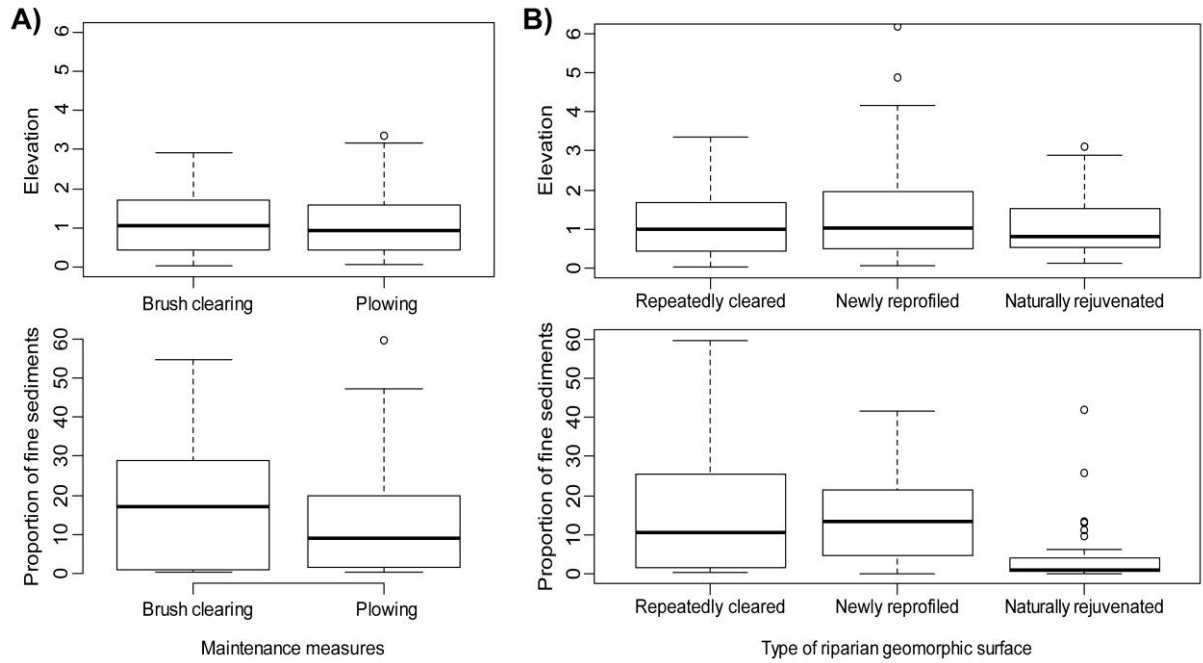 A)
Elevation
6
5
4
3
2
1
0
Brush clearing Plowing
Proportion of fine sediments
60
50
40
30
20
10
0
Brush clearing Plowing
Maintenance measures
B)
Elevation
6
5
4
3
2
1
0
Repeatedly cleared Newly reprofiled Naturally rejuvenated
Proportion of fine sediments
60
50
40
30
20
10
0
Repeatedly cleared Newly reprofiled Naturally rejuvenated
Type of riparian geomorphic surface